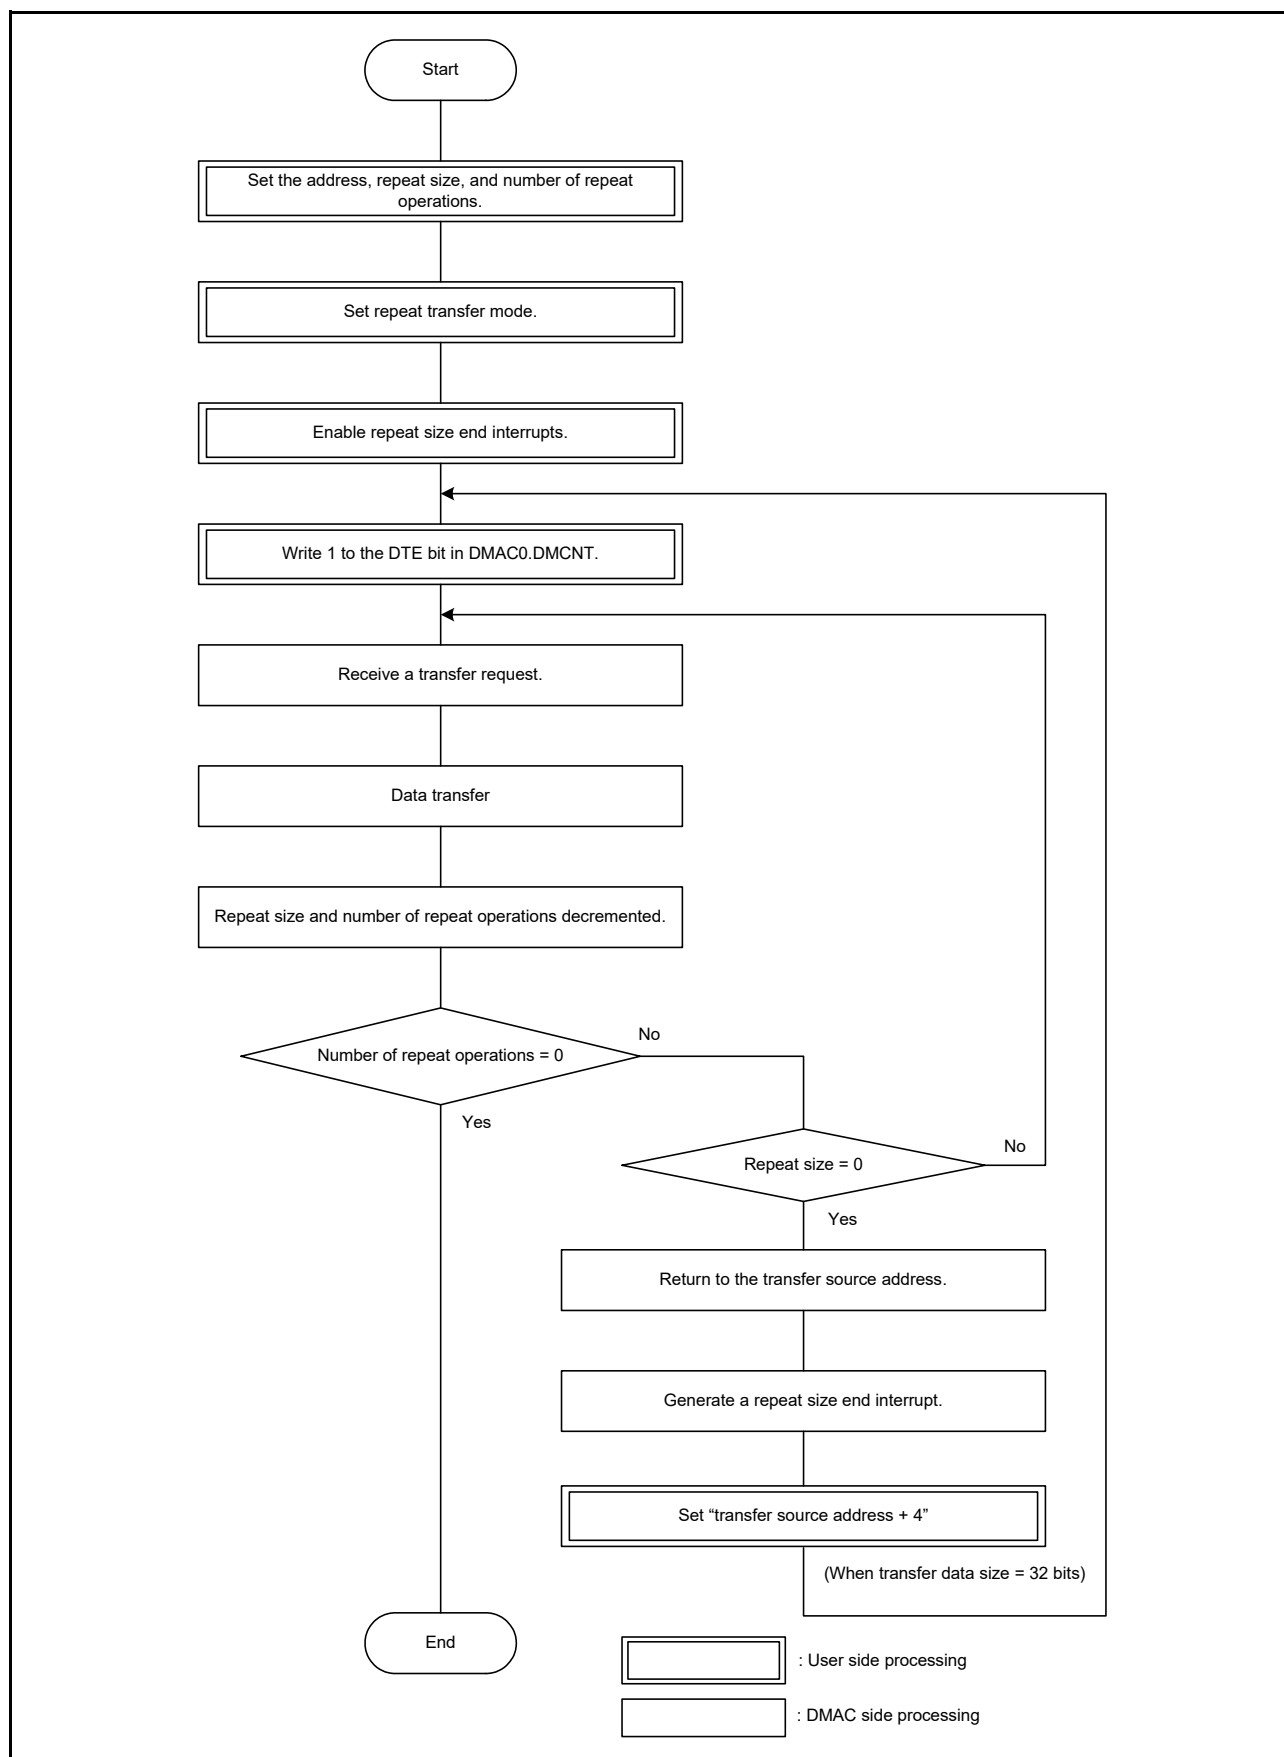 Start
Set the address, repeat size, and number of repeat
operations.
Set repeat transfer mode.
Enable repeat size end interrupts.
Write 1 to the DTE bit in DMAC0.DMCNT.
Receive a transfer request.
Data transfer
Repeat size and number of repeat operations decremented.
No
Number of repeat operations = 0
Yes
No
Repeat size = 0
Yes
Return to the transfer source address.
Generate a repeat size end interrupt.
Set “transfer source address + 4”
(When transfer data size = 32 bits)
End
: User side processing
: DMAC side processing